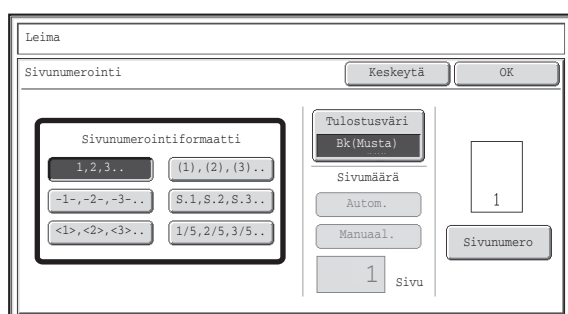 Leima
Sivunumerointi
Keskeytä
OK
Sivunumerointiformaatti
1,2,3..
(1),(2),(3)..
-1-,-2-,-3-..
S.1,S.2,S.3..
<1>,<2>,<3>..
1/5,2/5,3/5..
Tulostusväri
Bk(Musta)
Sivumäärä
Autom.
Manuaal.
1 Sivu
1
Sivunumero